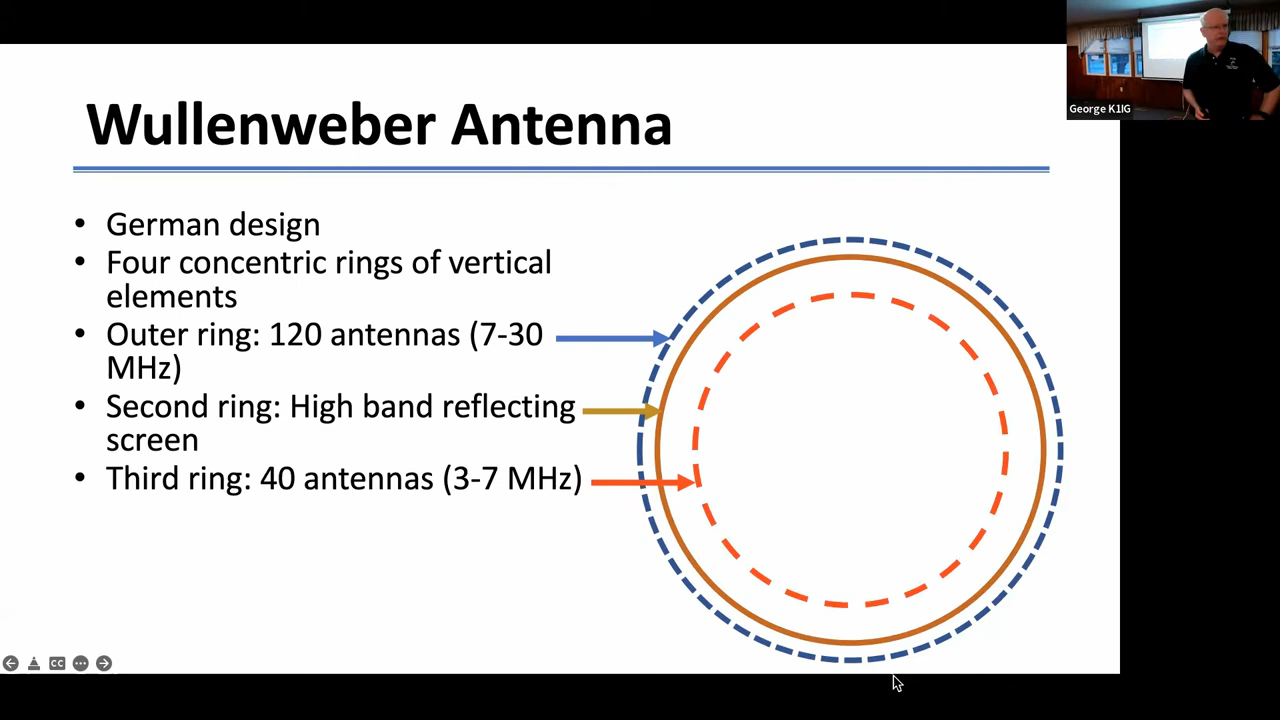 Wullenweber Antenna
• German design
• Four concentric rings of vertical
elements
• Outer ring: 120 antennas (7-30
MHz)
• Second ring: High band reflecting
screen
• Third ring: 40 antennas (3-7 MHz)
George K1IG
CC